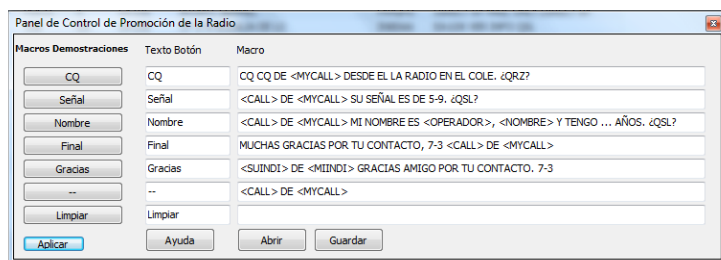 Panel de Control de Promoción de la Radio
Macros Demostraciones Texto Botón Macro
CQ CQ CQ CQ DE <MYCALL> DESDE EL LA RADIO EN EL COLE. ¿QRZ?
Señal Señal <CALL> DE <MYCALL> SU SEÑAL ES DE 5-9. ¿QSL?
Nombre Nombre <CALL> DE <MYCALL> MI NOMBRE ES <OPERADOR>, <NOMBRE> Y TENGO ... AÑOS. ¿QSL?
Final Final MUCHAS GRACIAS POR TU CONTACTO, 7-3 <CALL> DE <MYCALL>
Gracias Gracias <SUINDI> DE <MIINDI> GRACIAS AMIGO POR TU CONTACTO. 7-3
-- -- <CALL> DE <MYCALL>
Limpiar Limpiar
Aplicar Ayuda Abrir Guardar